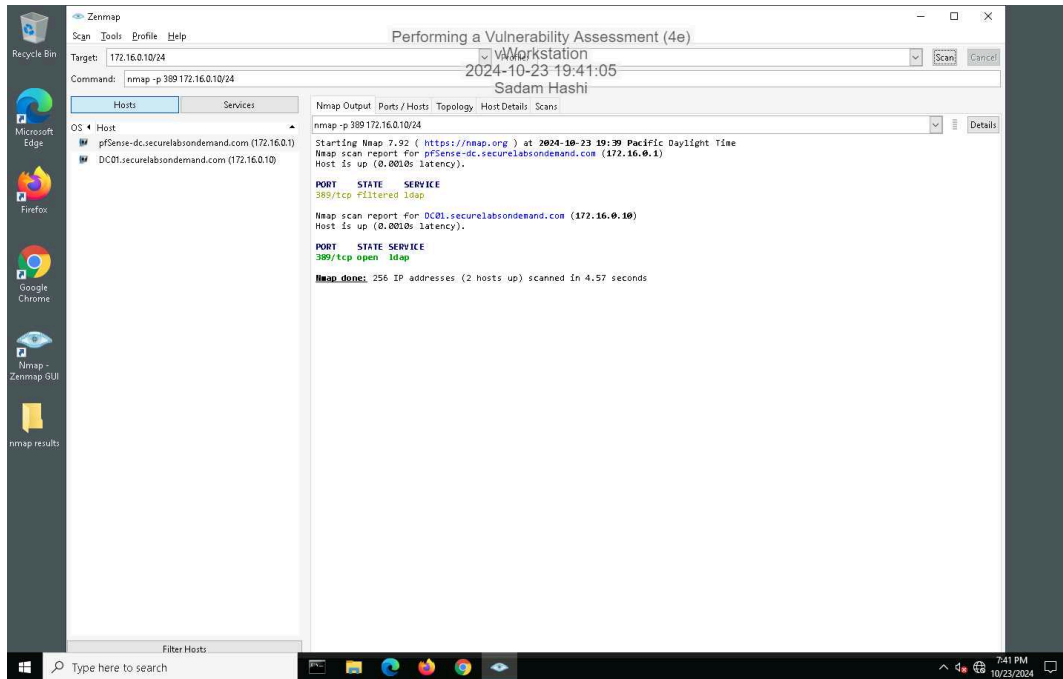 Zenmap
Scan Tools Profile Help
Performing a Vulnerability Assessment (4e)
vWorkstation
2024-10-23 19:41:05
Sadam Hashi
Recycle Bin
Target: 172.16.0.10/24 Profile: Scan Cancel
Command: nmap -p 389 172.16.0.10/24
Hosts Services
Nmap Output Ports / Hosts Topology Host Details Scans
OS Host
nmap -p 389 172.16.0.10/24 Details
pfSense-dc.securelabsondemand.com (172.16.0.1)
DC01.securelabsondemand.com (172.16.0.10)
Starting Nmap 7.92 ( https://nmap.org ) at 2024-10-23 19:39 Pacific Daylight Time
Nmap scan report for pfSense-dc.securelabsondemand.com (172.16.0.1)
Host is up (0.0010s latency).
PORT STATE SERVICE
389/tcp filtered ldap
Nmap scan report for DC01.securelabsondemand.com (172.16.0.10)
Host is up (0.0010s latency).
PORT STATE SERVICE
389/tcp open ldap
Nmap done: 256 IP addresses (2 hosts up) scanned in 4.57 seconds
Microsoft
Edge
Firefox
Google
Chrome
Nmap -
Zenmap GUI
nmap results
Filter Hosts
Type here to search
7:41 PM
10/23/2024